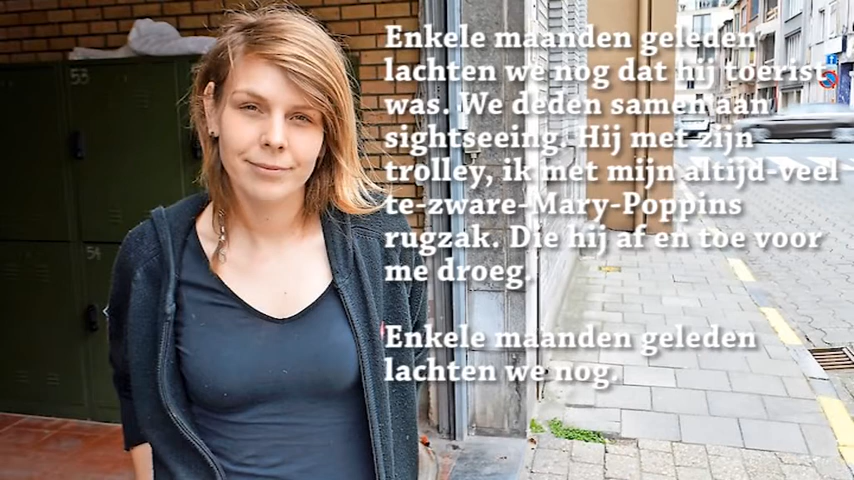 Enkele maanden geleden
lachten we nog dat hij toerist
was. We deden samen aan
sightseeing. Hij met zijn
trolley, ik met mijn altijd-veel-
te-zware-Mary-Poppins
rugzak. Die hij af en toe voor
me droeg.
Enkele maanden geleden
lachten we nog.
53
54